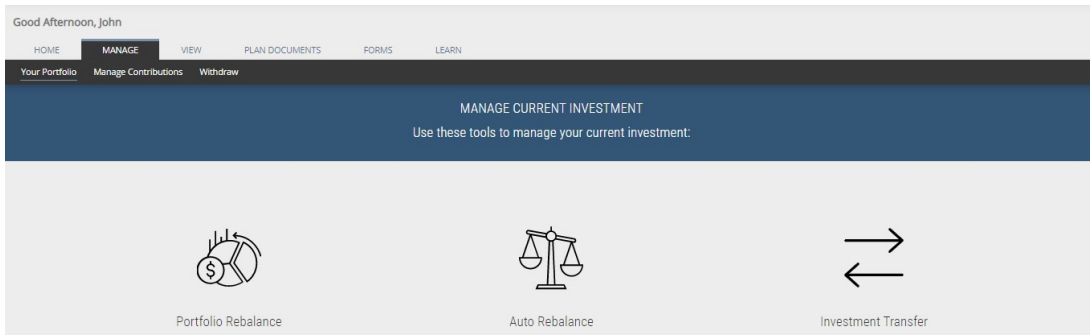 Good Afternoon, John
HOME MANAGE VIEW PLAN DOCUMENTS FORMS LEARN
Your Portfolio Manage Contributions Withdraw
MANAGE CURRENT INVESTMENT
Use these tools to manage your current investment:
$
Portfolio Rebalance Auto Rebalance Investment Transfer